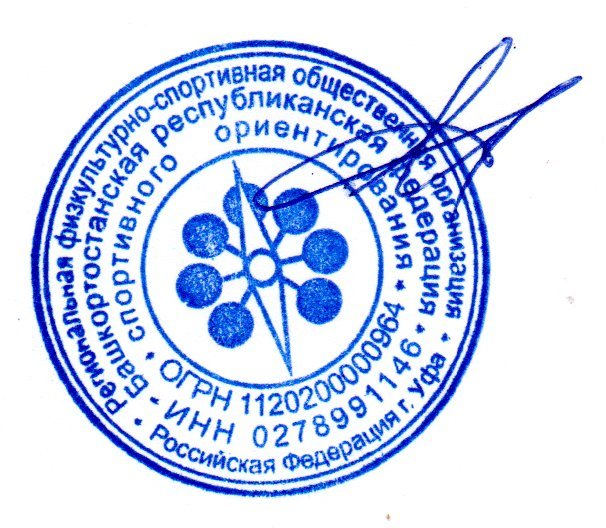 Региональная физкультурно-спортивная общественная организация
Башкортостанская республиканская федерация
спортивного ориентирования
ОГРН 1120200000964
ИНН 0278991146
Российская Федерация г. Уфа